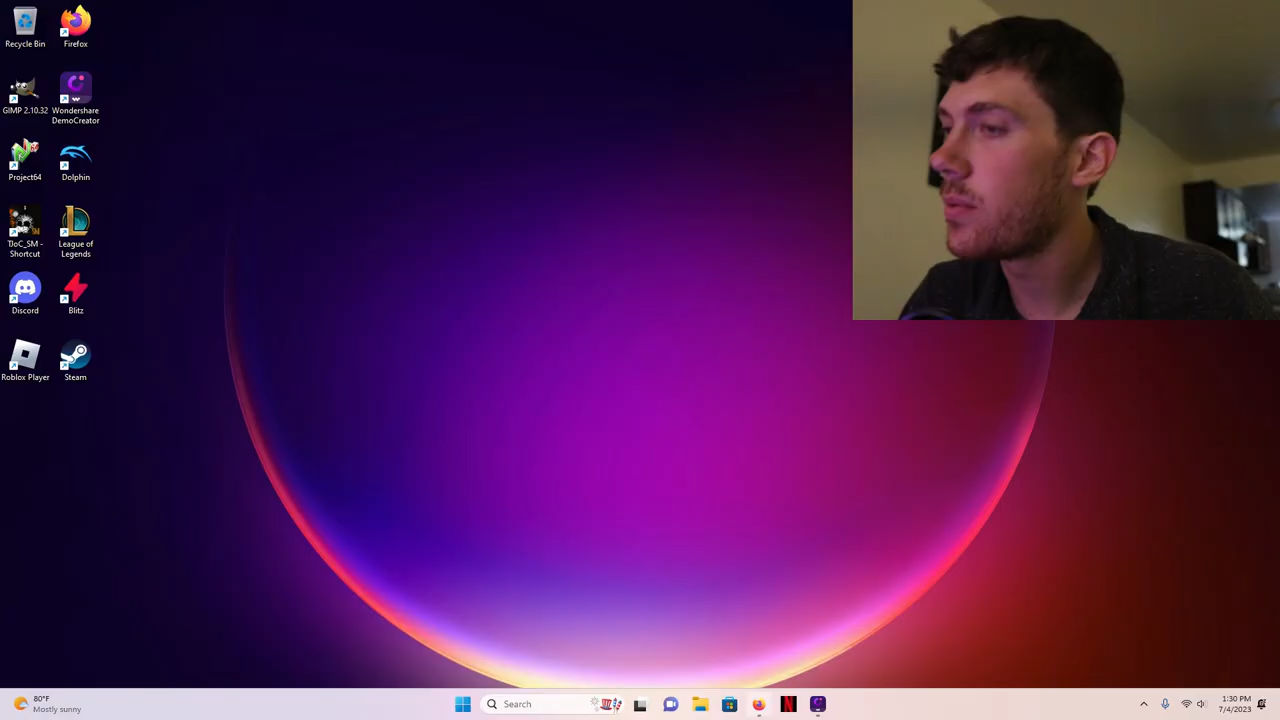 Recycle Bin
Firefox
GIMP 2.10.32
Wondershare
DemoCreator
Project64
Dolphin
TJoC_SM -
Shortcut
League of
Legends
Discord
Blitz
Roblox Player
Steam
80°F
Mostly sunny
Search
1:30 PM
7/4/2023